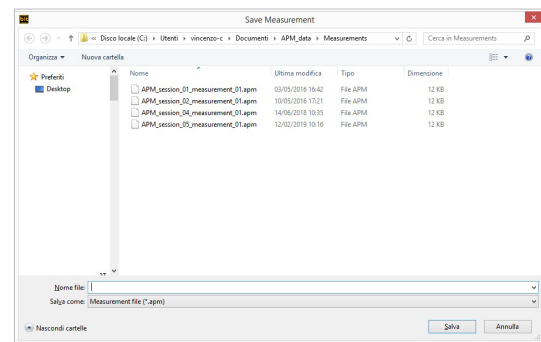 bit Save Measurement
« Disco locale (C:) ▸ Utenti ▸ vincenzo-c ▸ Documenti ▸ APM_data ▸ Measurements Cerca in Measurements
Organizza Nuova cartella
Preferiti
Desktop
Nome Ultima modifica Tipo Dimensione
APM_session_01_measurement_01.apm 03/05/2016 16:42 File APM 12 KB
APM_session_02_measurement_01.apm 10/05/2016 17:21 File APM 12 KB
APM_session_04_measurement_01.apm 14/06/2018 10:35 File APM 12 KB
APM_session_05_measurement_01.apm 12/02/2019 10:16 File APM 12 KB
Nome file:
Salva come: Measurement file (*.apm)
Nascondi cartelle Salva Annulla